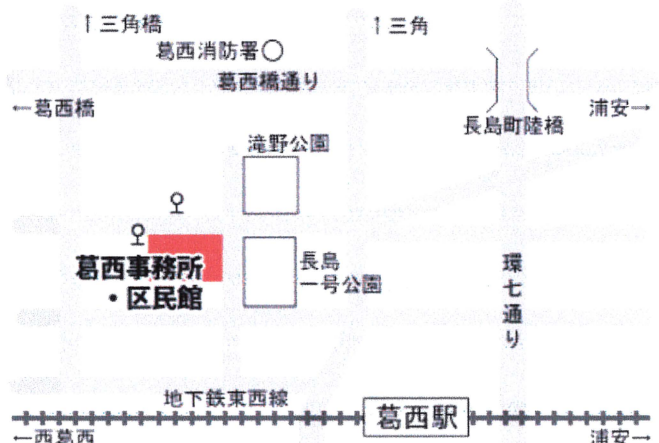 ↑三角橋
↑三角
葛西消防署
葛西橋通り
←葛西橋
長島町陸橋
浦安→
滝野公園
葛西事務所
・区民館
長島
一号公園
環七通り
地下鉄東西線
葛西駅
←西葛西
浦安→